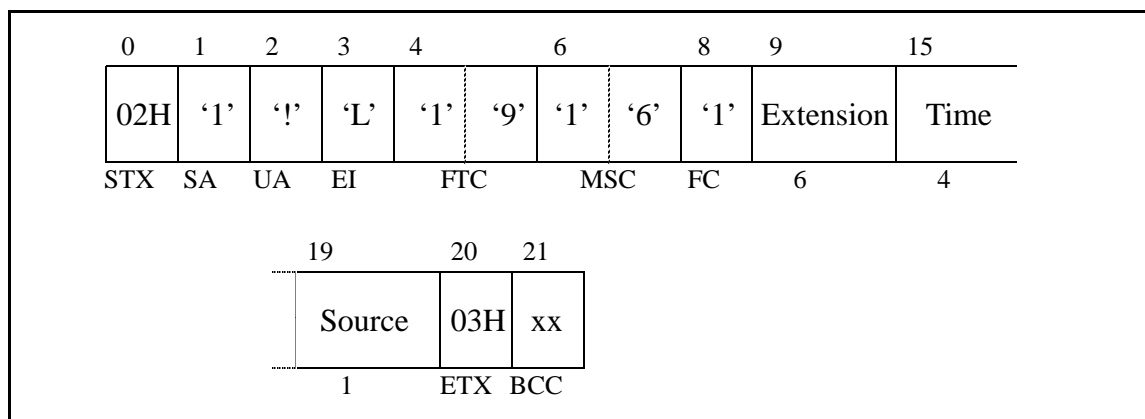 0 1 2 3 4 6 8 9 15
02H ‘1’ ‘!’ ‘L’ ‘1’ ‘9’ ‘1’ ‘6’ ‘1’ Extension Time
STX SA UA EI FTC MSC FC 6 4
19 20 21
Source 03H xx
1 ETX BCC